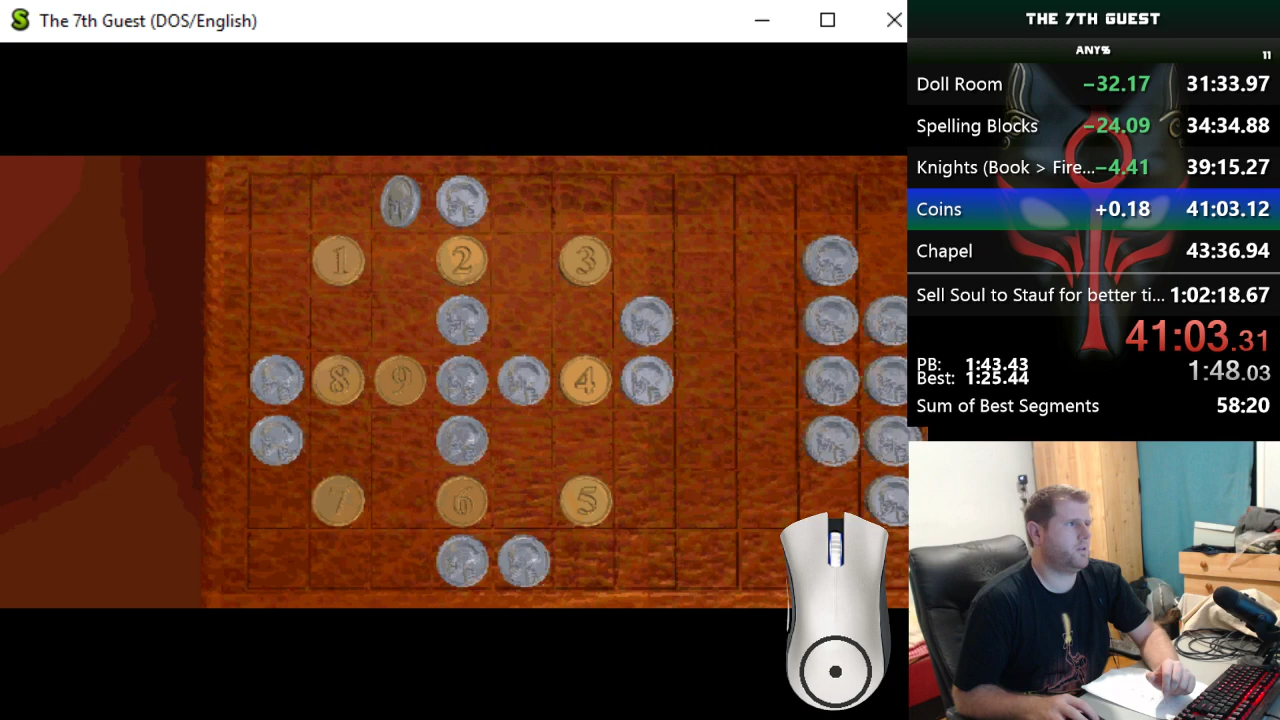 The 7th Guest (DOS/English)
THE 7TH GUEST
ANY%
11
Doll Room -32.17 31:33.97
Spelling Blocks -24.09 34:34.88
Knights (Book > Fire... -4.41 39:15.27
Coins +0.18 41:03.12
Chapel 43:36.94
Sell Soul to Stauf for better ti... 1:02:18.67
41:03.31
PB: 1:43.43
Best: 1:25.44
1:48.03
Sum of Best Segments 58:20
1 2 3
8 9 4
7 6 5